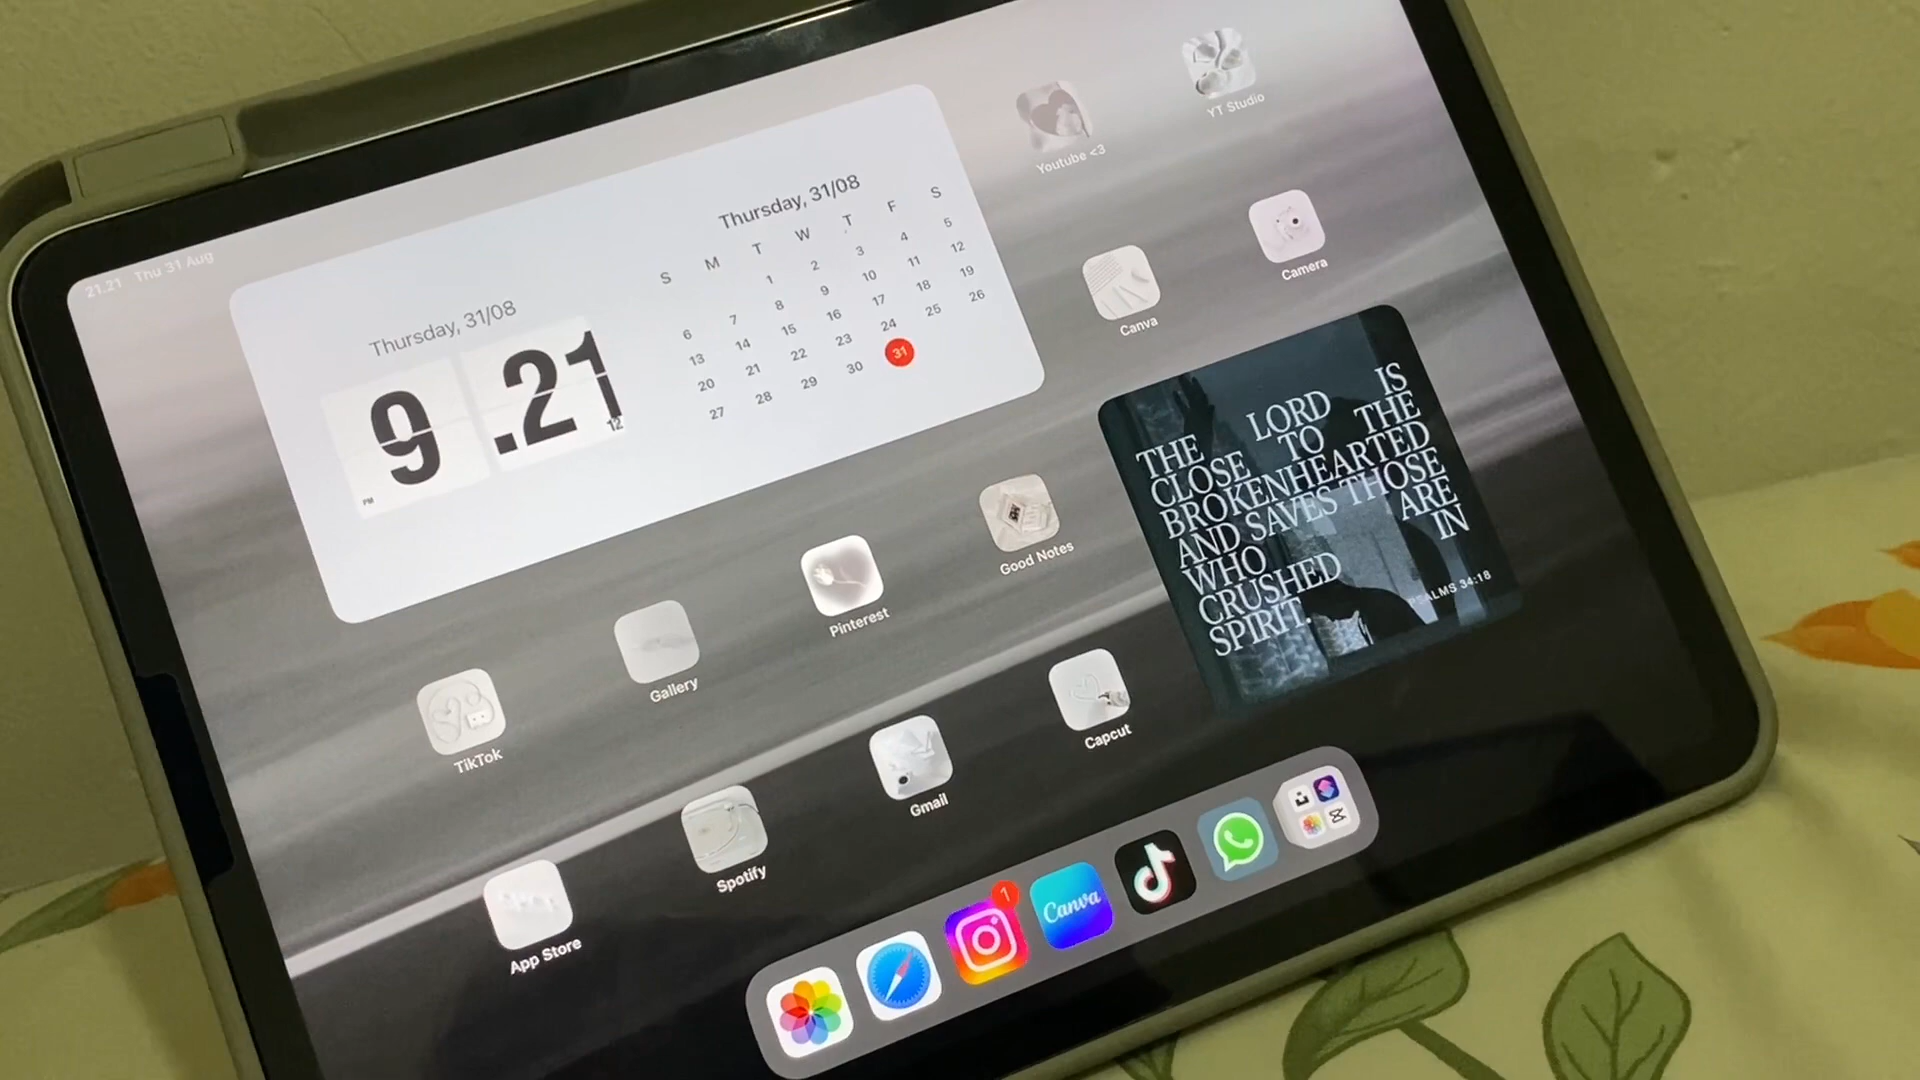 21.21 Thu 31 Aug
Thursday, 31/08
9 .21
PM
12
Thursday, 31/08
S M T W T F S
1 2 3 4 5
6 7 8 9 10 11 12
13 14 15 16 17 18 19
20 21 22 23 24 25 26
27 28 29 30 31
Youtube <3
YT Studio
Canva
Camera
THE LORD IS
CLOSE TO THE
BROKENHEARTED
AND SAVES THOSE
WHO ARE
CRUSHED IN
SPIRIT.
PSALMS 34:18
TikTok
Gallery
Pinterest
Good Notes
App Store
Spotify
Gmail
Capcut
1
Canva